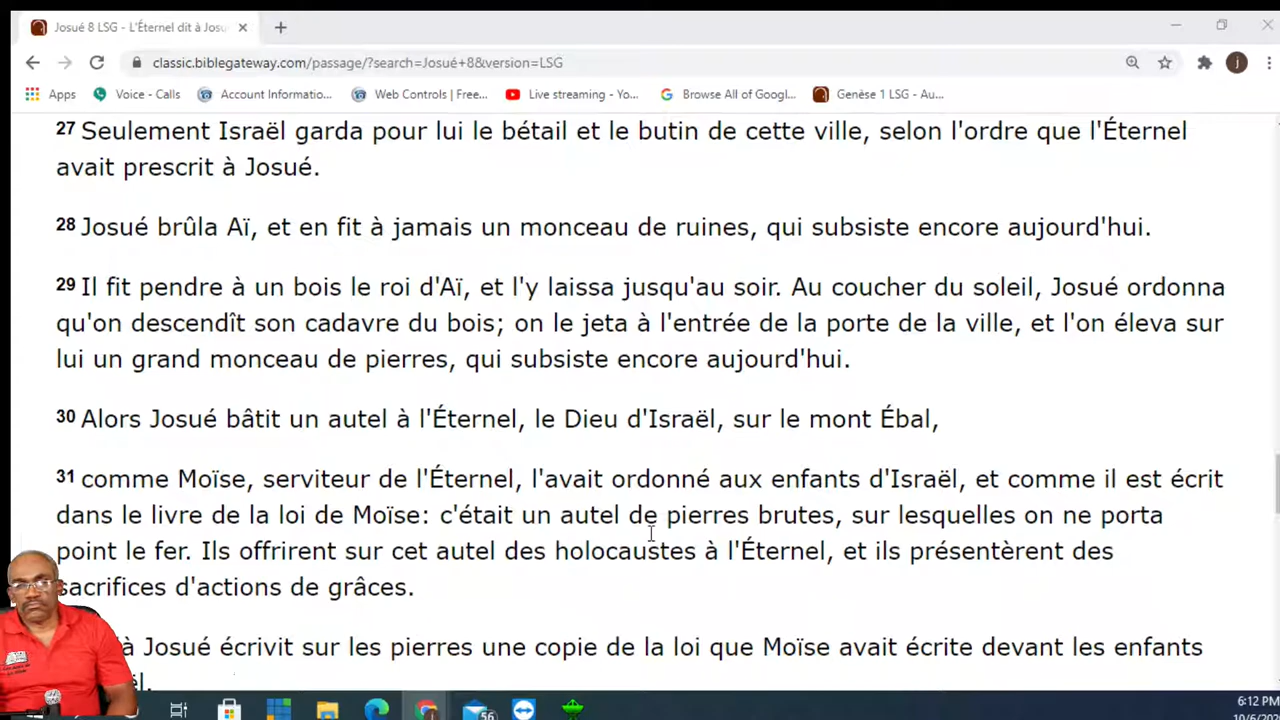 Josué 8 LSG - L'Éternel dit à Josu
classic.biblegateway.com/passage/?search=Josué+8&version=LSG
j
Apps Voice - Calls Account Informatio... Web Controls | Free... Live streaming - Yo... Browse All of Googl... Genèse 1 LSG - Au...
27 Seulement Israël garda pour lui le bétail et le butin de cette ville, selon l'ordre que l'Éternel
avait prescrit à Josué.
28 Josué brûla Aï, et en fit à jamais un monceau de ruines, qui subsiste encore aujourd'hui.
29 Il fit pendre à un bois le roi d'Aï, et l'y laissa jusqu'au soir. Au coucher du soleil, Josué ordonna
qu'on descendît son cadavre du bois; on le jeta à l'entrée de la porte de la ville, et l'on éleva sur
lui un grand monceau de pierres, qui subsiste encore aujourd'hui.
30 Alors Josué bâtit un autel à l'Éternel, le Dieu d'Israël, sur le mont Ébal,
31 comme Moïse, serviteur de l'Éternel, l'avait ordonné aux enfants d'Israël, et comme il est écrit
dans le livre de la loi de Moïse: c'était un autel de pierres brutes, sur lesquelles on ne porta
point le fer. Ils offrirent sur cet autel des holocaustes à l'Éternel, et ils présentèrent des
sacrifices d'actions de grâces.
à Josué écrivit sur les pierres une copie de la loi que Moïse avait écrite devant les enfants
ël.
56
6:12 PM